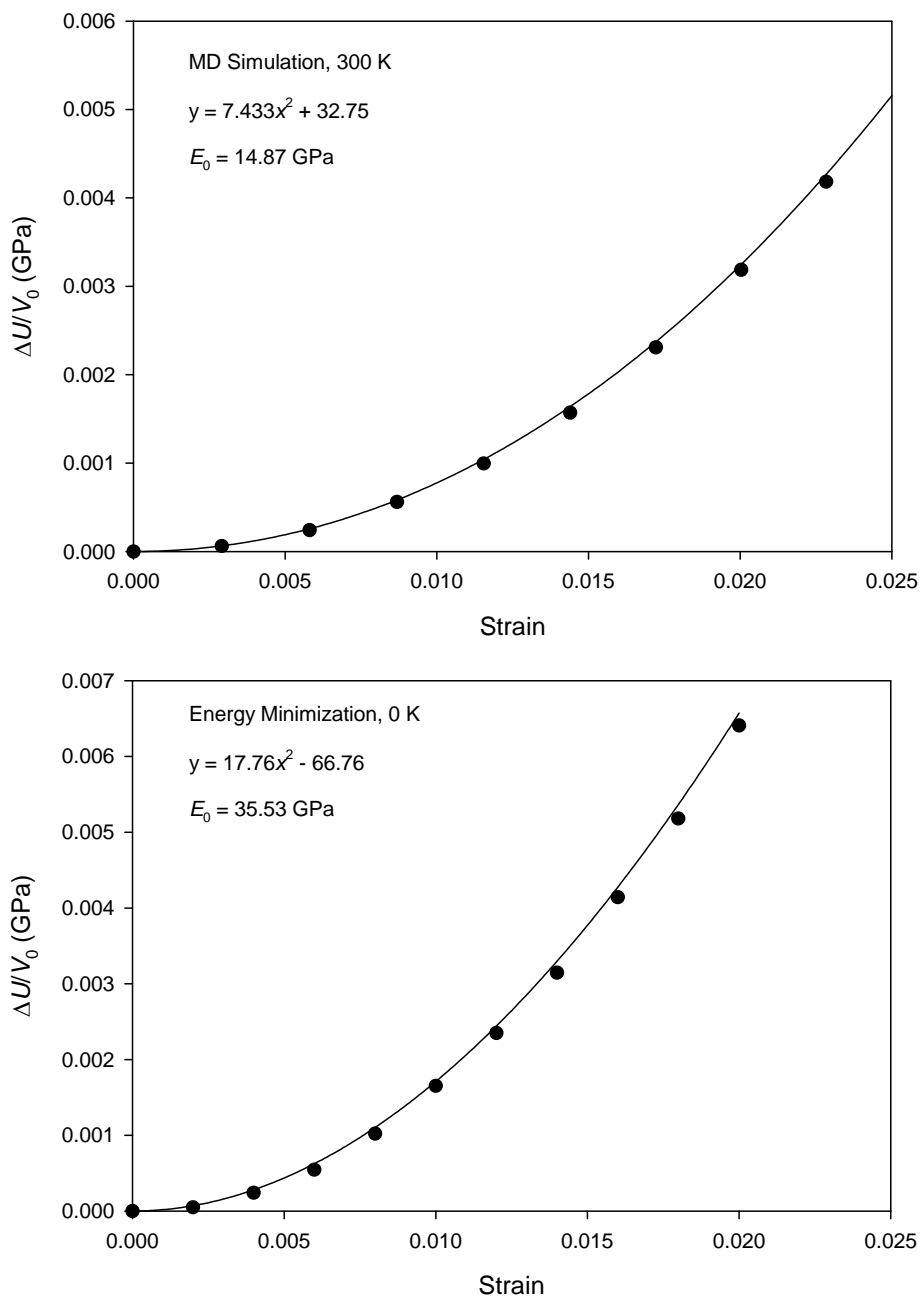 0.006
MD Simulation, 300 K
0.005
y = 7.433x² + 32.75
E₀ = 14.87 GPa
0.004
ΔU/V₀ (GPa)
0.003
0.002
0.001
0.000
0.000 0.005 0.010 0.015 0.020 0.025
Strain
0.007
Energy Minimization, 0 K
0.006
y = 17.76x² - 66.76
E₀ = 35.53 GPa
0.005
0.004
ΔU/V₀ (GPa)
0.003
0.002
0.001
0.000
0.000 0.005 0.010 0.015 0.020 0.025
Strain